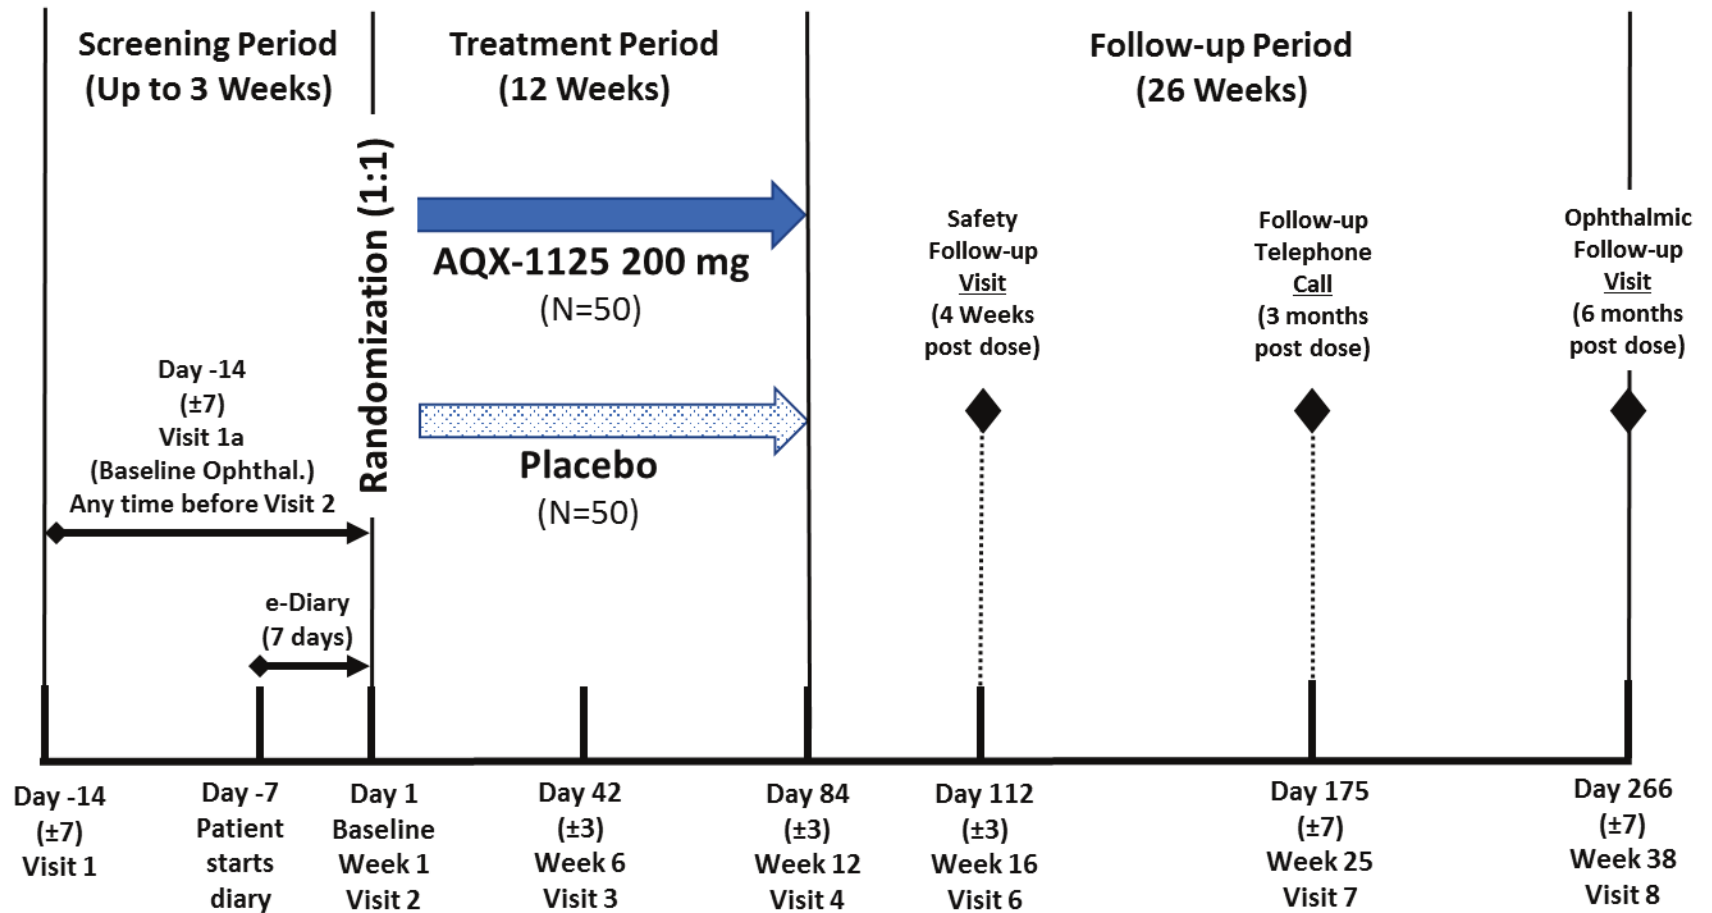 Screening Period
(Up to 3 Weeks)
Treatment Period
(12 Weeks)
Follow-up Period
(26 Weeks)
Randomization (1:1)
AQX-1125 200 mg
(N=50)
Placebo
(N=50)
Safety
Follow-up
Visit
(4 Weeks
post dose)
Follow-up
Telephone
Call
(3 months
post dose)
Ophthalmic
Follow-up
Visit
(6 months
post dose)
Day -14
(±7)
Visit 1a
(Baseline Ophthal.)
Any time before Visit 2
e-Diary
(7 days)
Day -14
(±7)
Visit 1
Day -7
Patient
starts
diary
Day 1
Baseline
Week 1
Visit 2
Day 42
(±3)
Week 6
Visit 3
Day 84
(±3)
Week 12
Visit 4
Day 112
(±3)
Week 16
Visit 6
Day 175
(±7)
Week 25
Visit 7
Day 266
(±7)
Week 38
Visit 8